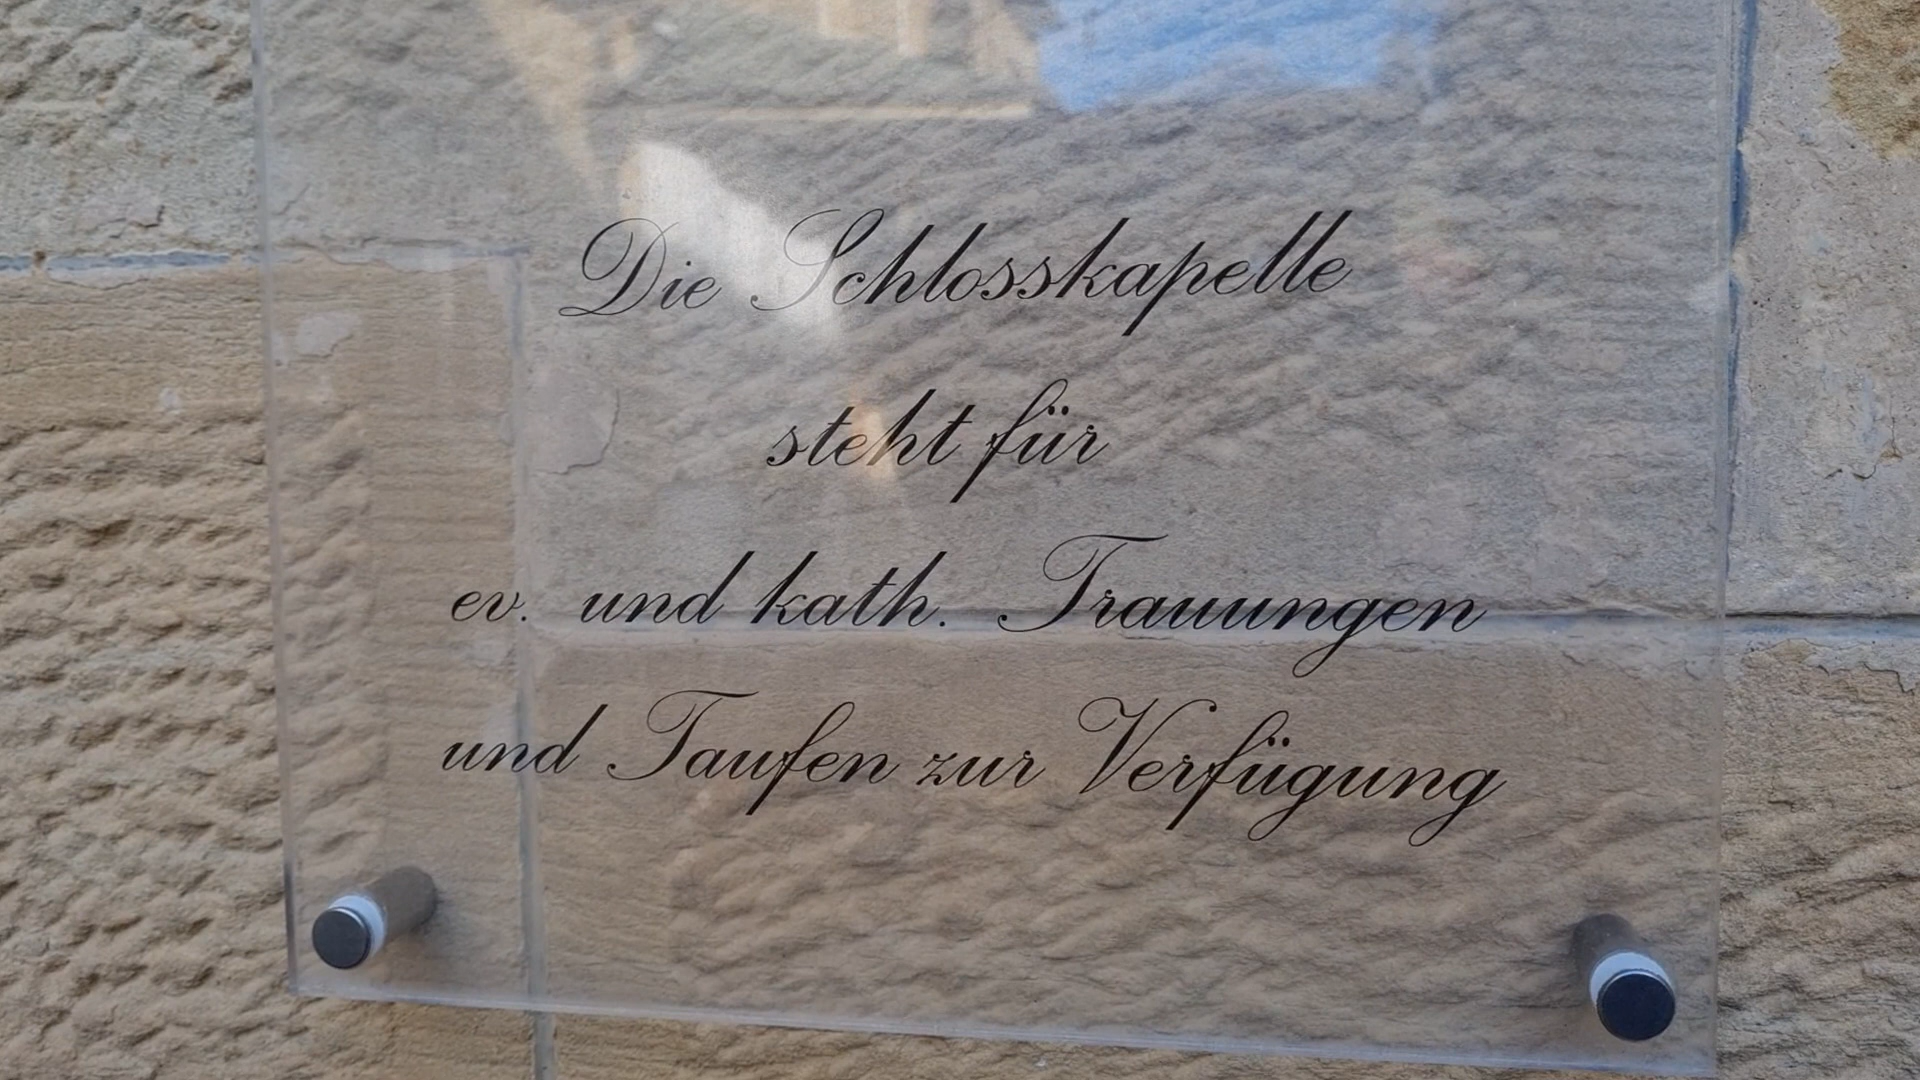 Die Schlosskapelle
steht für
ev. und kath. Trauungen
und Taufen zur Verfügung